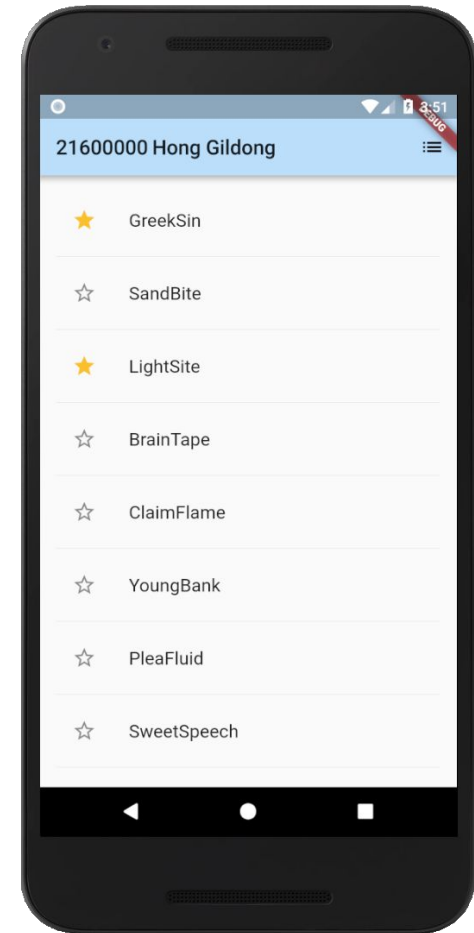 3:51
DEBUG
21600000 Hong Gildong
GreekSin
SandBite
LightSite
BrainTape
ClaimFlame
YoungBank
PleaFluid
SweetSpeech